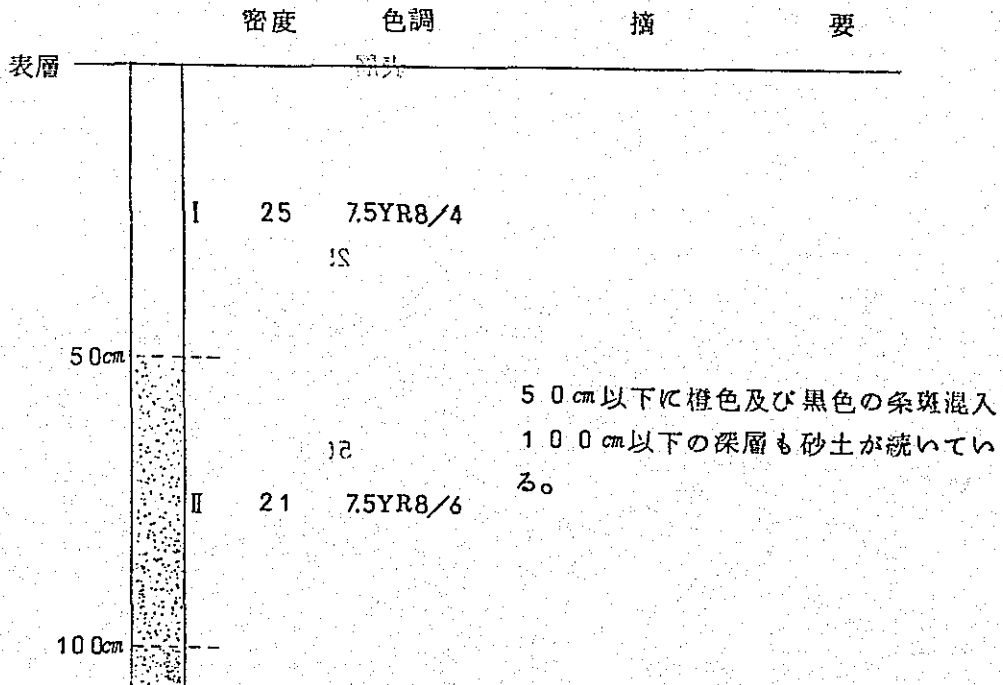 密度 色調 摘 要
表層
I 25 7.5YR8/4
50cm
50cm以下に橙色及び黒色の条斑混入
100cm以下の深層も砂土が続いてい
る。
II 21 7.5YR8/6
100cm